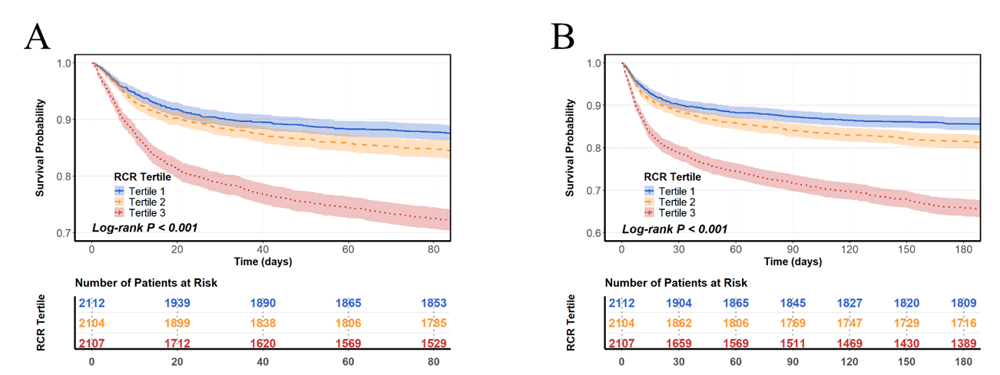 A
Survival Probability
1.0
0.9
0.8
0.7
RCR Tertile
Tertile 1
Tertile 2
Tertile 3
Log-rank P < 0.001
0 20 40 60 80
Time (days)
Number of Patients at Risk
RCR Tertile
2112 1939 1890 1865 1853
2104 1899 1838 1806 1785
2107 1712 1620 1569 1529
0 20 40 60 80
B
Survival Probability
1.0
0.9
0.8
0.7
0.6
RCR Tertile
Tertile 1
Tertile 2
Tertile 3
Log-rank P < 0.001
0 30 60 90 120 150 180
Time (days)
Number of Patients at Risk
RCR Tertile
2112 1904 1865 1845 1827 1820 1809
2104 1862 1806 1769 1747 1729 1716
2107 1659 1569 1511 1469 1430 1389
0 30 60 90 120 150 180